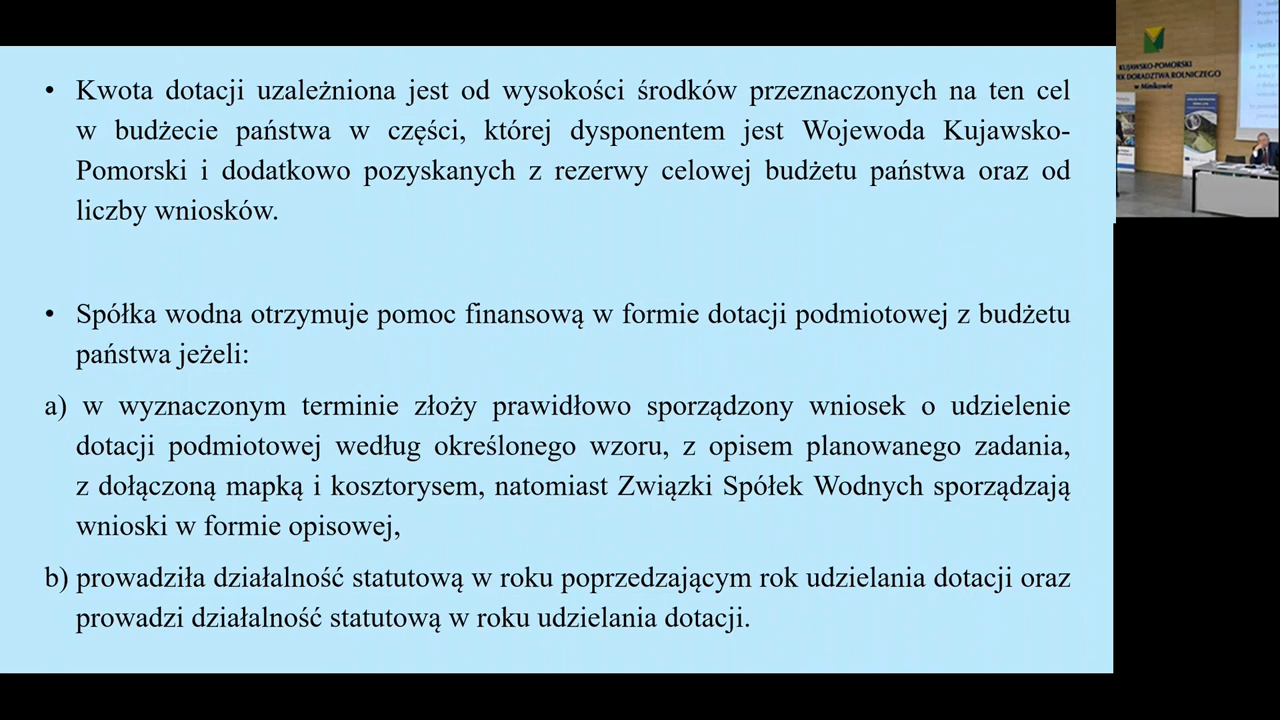 • Kwota dotacji uzależniona jest od wysokości środków przeznaczonych na ten cel
w budżecie państwa w części, której dysponentem jest Wojewoda Kujawsko-
Pomorski i dodatkowo pozyskanych z rezerwy celowej budżetu państwa oraz od
liczby wniosków.
• Spółka wodna otrzymuje pomoc finansową w formie dotacji podmiotowej z budżetu
państwa jeżeli:
a) w wyznaczonym terminie złoży prawidłowo sporządzony wniosek o udzielenie
dotacji podmiotowej według określonego wzoru, z opisem planowanego zadania,
z dołączoną mapką i kosztorysem, natomiast Związki Spółek Wodnych sporządzają
wnioski w formie opisowej,
b) prowadziła działalność statutową w roku poprzedzającym rok udzielania dotacji oraz
prowadzi działalność statutową w roku udzielania dotacji.
KUJAWSKO-POMORSKI
DORADZTWA ROLNICZEGO
w Minikowie